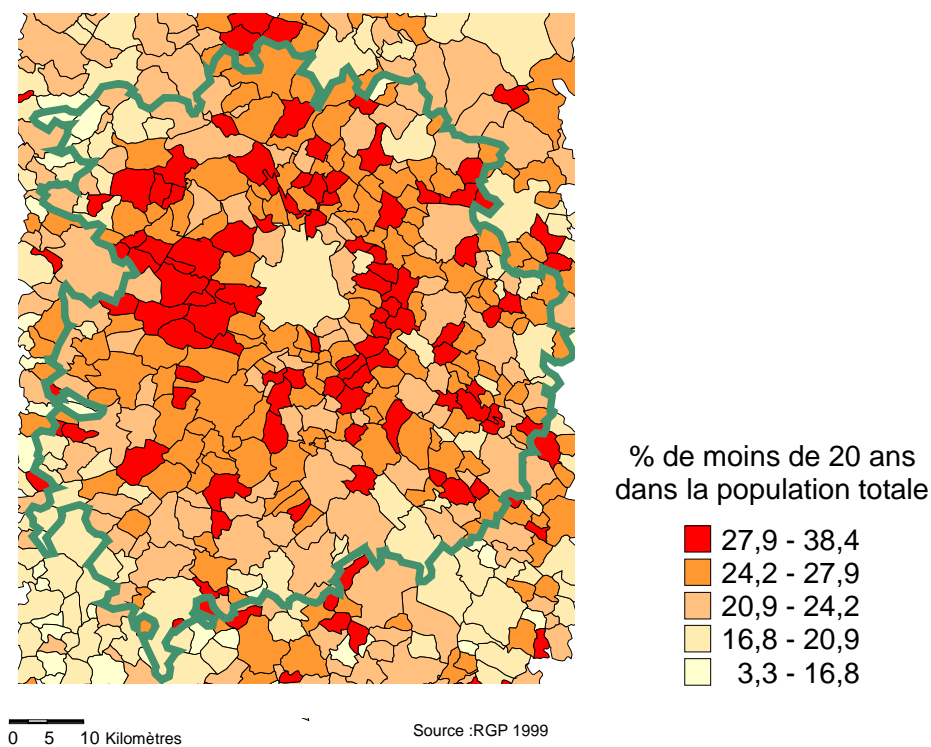 % de moins de 20 ans
dans la population totale
27,9 - 38,4
24,2 - 27,9
20,9 - 24,2
16,8 - 20,9
3,3 - 16,8
0 5 10 Kilomètres
Source :RGP 1999